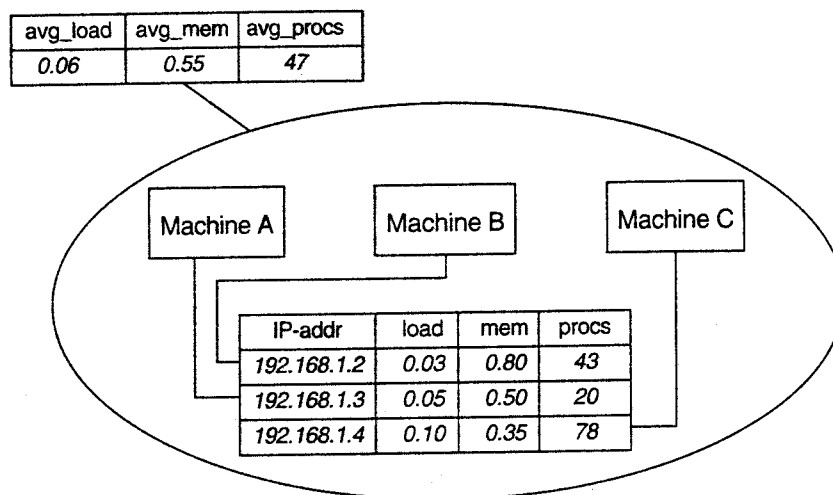 avg_load avg_mem avg_procs
0.06 0.55 47
Machine A Machine B Machine C
IP-addr load mem procs
192.168.1.2 0.03 0.80 43
192.168.1.3 0.05 0.50 20
192.168.1.4 0.10 0.35 78